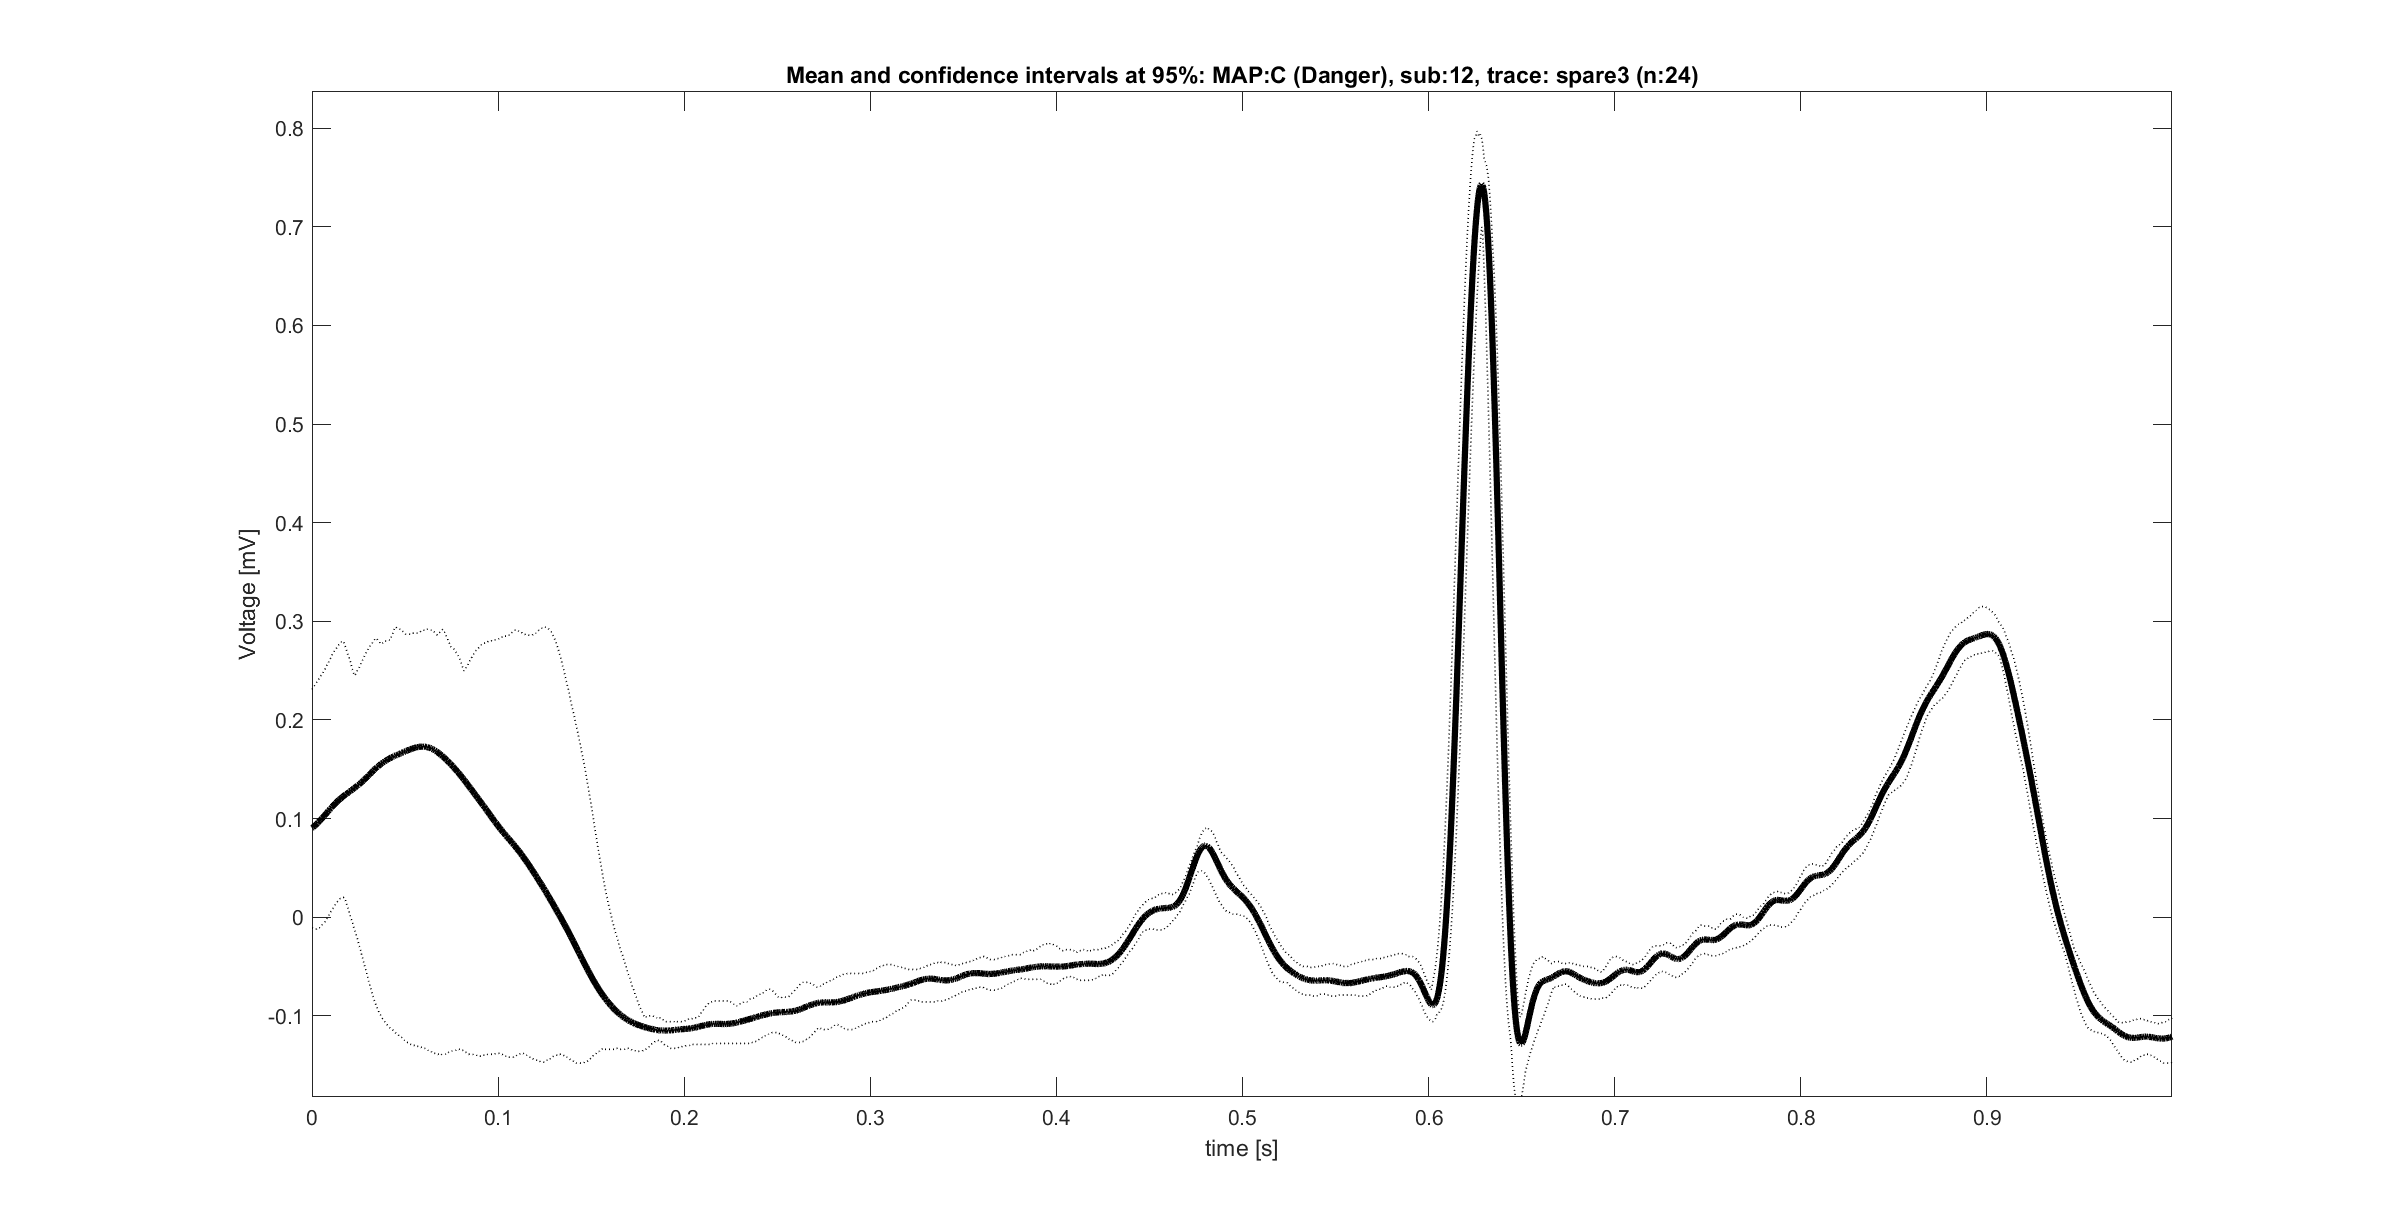 Mean and confidence intervals at 95%: MAP:C (Danger), sub:12, trace: spare3 (n:24)
0.8
0.7
0.6
0.5
0.4
0.3
0.2
0.1
0
-0.1
Voltage [mV]
0 0.1 0.2 0.3 0.4 0.5 0.6 0.7 0.8 0.9
time [s]